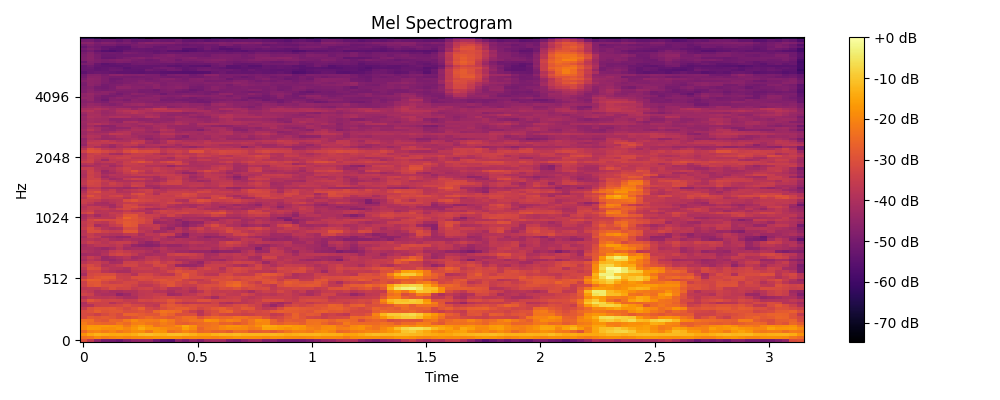 Mel Spectrogram
+0 dB
-10 dB
-20 dB
-30 dB
-40 dB
-50 dB
-60 dB
-70 dB
Hz
4096
2048
1024
512
0
0 0.5 1 1.5 2 2.5 3
Time